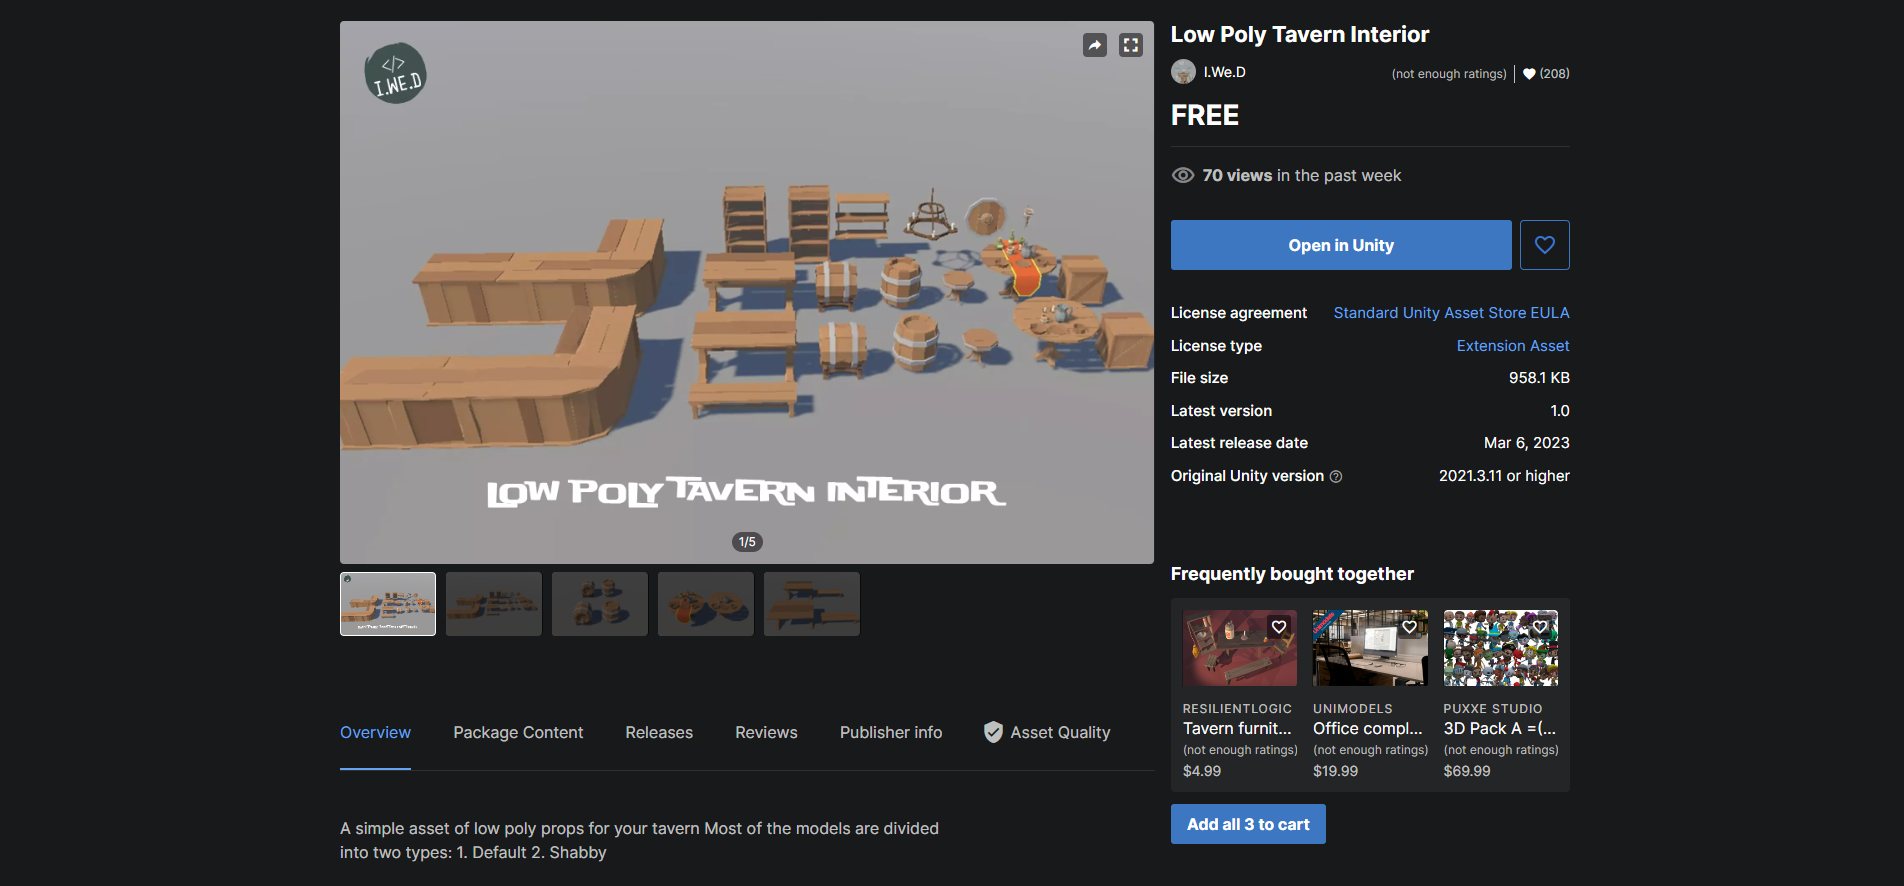 </>
I.WE.D
LOW POLY TAVERN INTERIOR
1/5
Low Poly Tavern Interior
I.We.D
(not enough ratings)
(208)
FREE
70 views in the past week
Open in Unity
License agreement
Standard Unity Asset Store EULA
License type
Extension Asset
File size
958.1 KB
Latest version
1.0
Latest release date
Mar 6, 2023
Original Unity version
2021.3.11 or higher
Frequently bought together
RESILIENTLOGIC
Tavern furnit...
(not enough ratings)
$4.99
UNIMODELS
Office compl...
(not enough ratings)
$19.99
PUXXE STUDIO
3D Pack A =(...
(not enough ratings)
$69.99
Add all 3 to cart
Overview
Package Content
Releases
Reviews
Publisher info
Asset Quality
A simple asset of low poly props for your tavern Most of the models are divided
into two types: 1. Default 2. Shabby